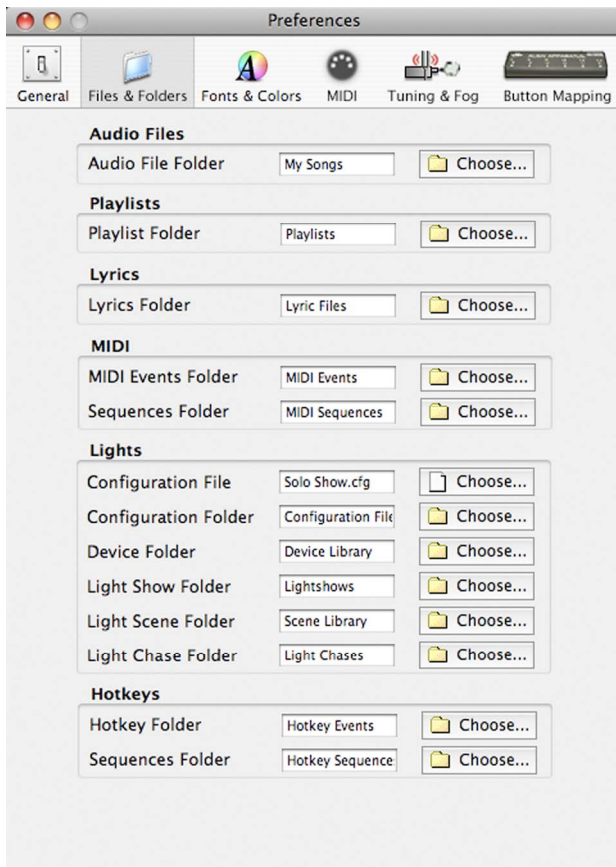 Preferences
General Files & Folders Fonts & Colors MIDI Tuning & Fog Button Mapping
Audio Files
Audio File Folder My Songs Choose...
Playlists
Playlist Folder Playlists Choose...
Lyrics
Lyrics Folder Lyric Files Choose...
MIDI
MIDI Events Folder MIDI Events Choose...
Sequences Folder MIDI Sequences Choose...
Lights
Configuration File Solo Show.cfg Choose...
Configuration Folder Configuration File Choose...
Device Folder Device Library Choose...
Light Show Folder Lightshows Choose...
Light Scene Folder Scene Library Choose...
Light Chase Folder Light Chases Choose...
Hotkeys
Hotkey Folder Hotkey Events Choose...
Sequences Folder Hotkey Sequence Choose...